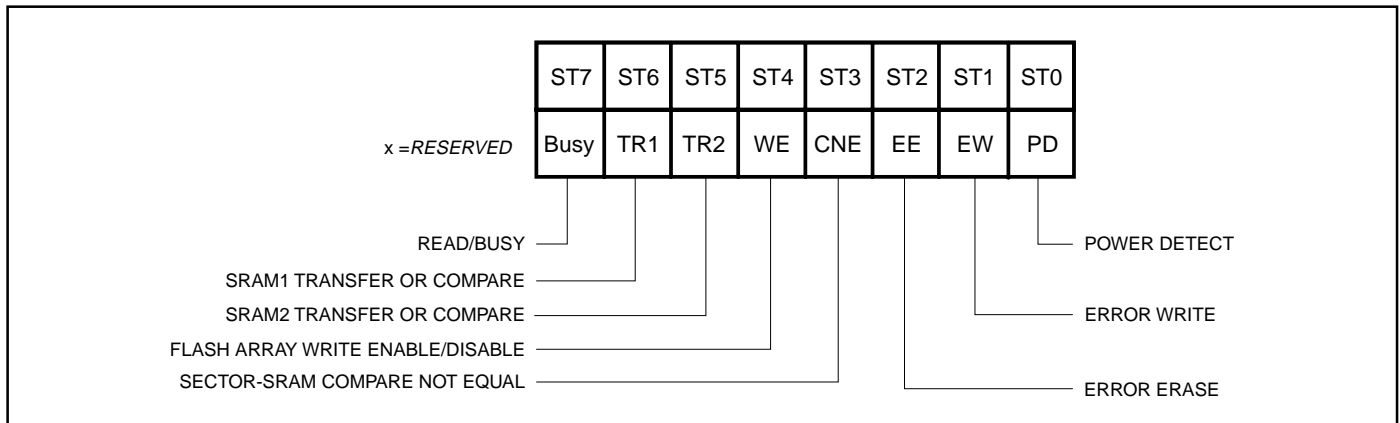 ST7 ST6 ST5 ST4 ST3 ST2 ST1 ST0
x =RESERVED Busy TR1 TR2 WE CNE EE EW PD
READ/BUSY POWER DETECT
SRAM1 TRANSFER OR COMPARE
SRAM2 TRANSFER OR COMPARE ERROR WRITE
FLASH ARRAY WRITE ENABLE/DISABLE
SECTOR-SRAM COMPARE NOT EQUAL
ERROR ERASE